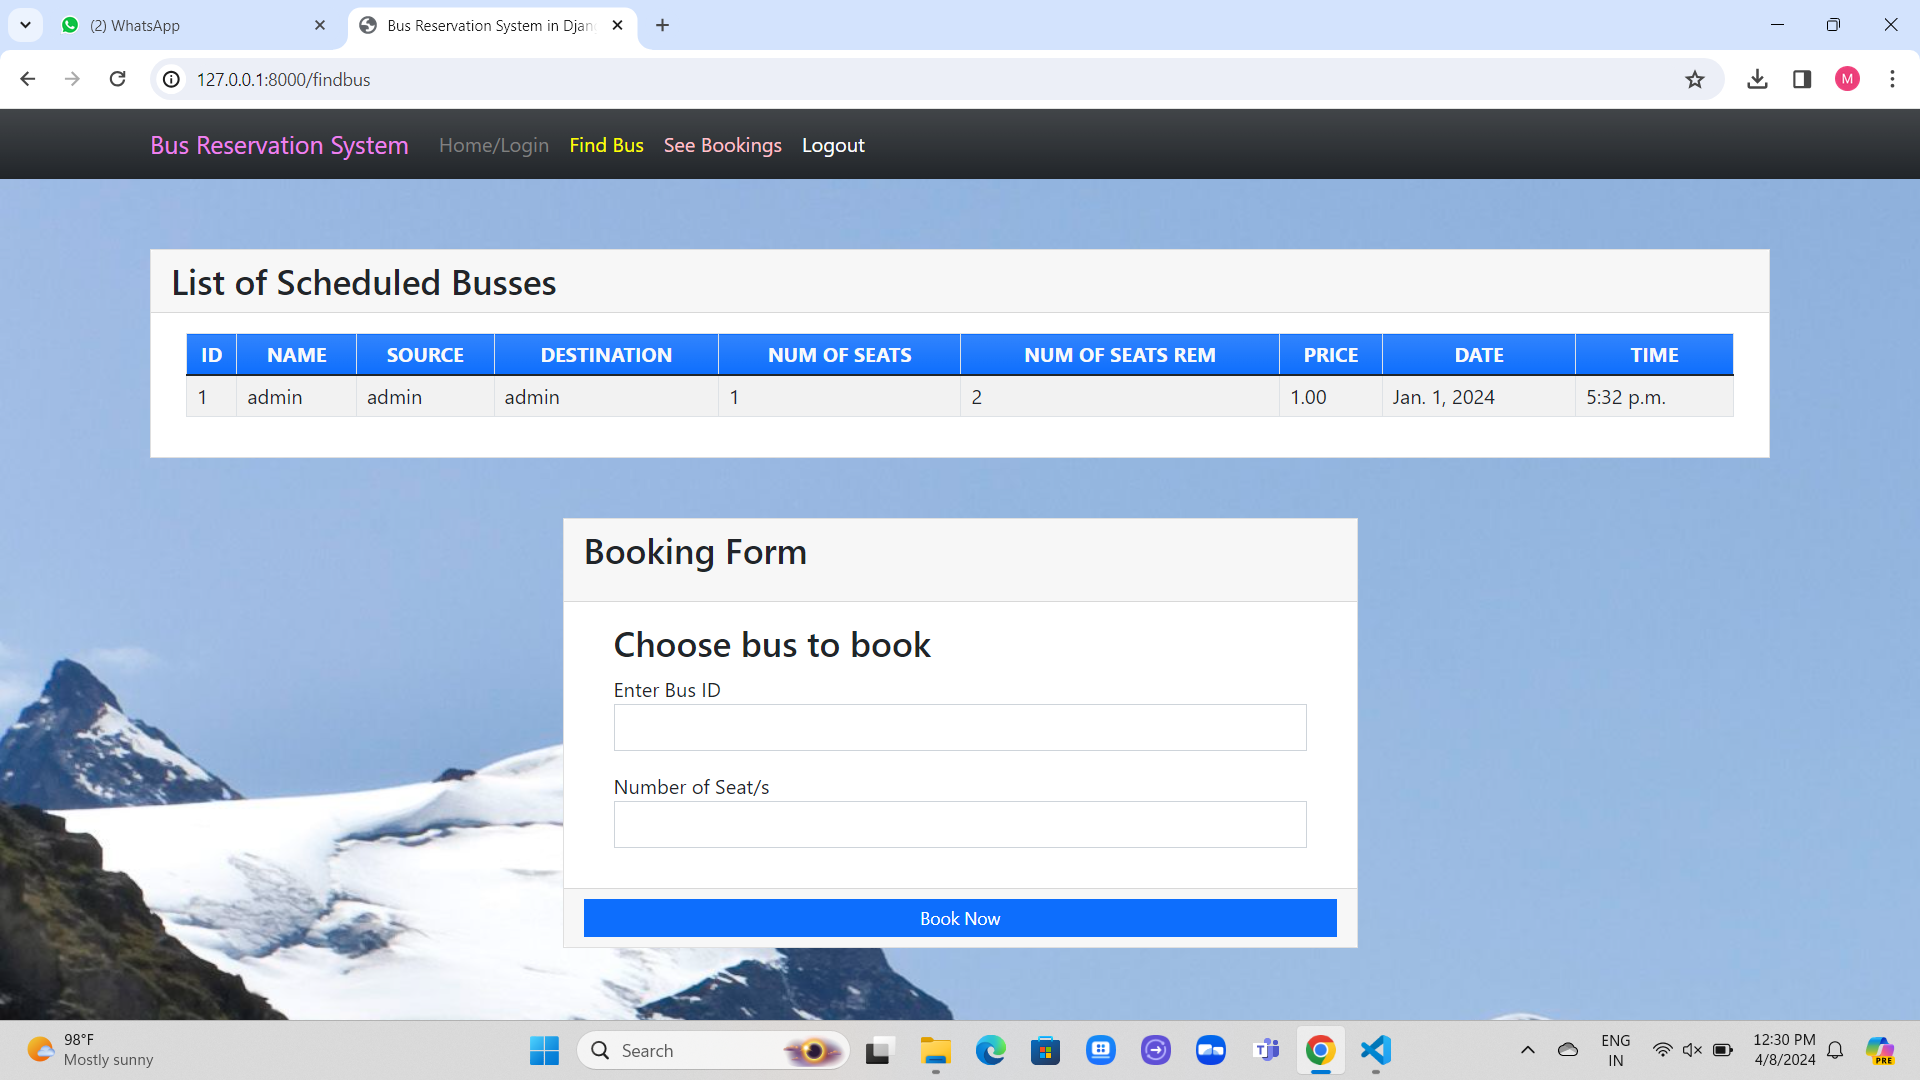 (2) WhatsApp
Bus Reservation System in Djan
127.0.0.1:8000/findbus
M
Bus Reservation System Home/Login Find Bus See Bookings Logout
List of Scheduled Busses
ID NAME SOURCE DESTINATION NUM OF SEATS NUM OF SEATS REM PRICE DATE TIME
1 admin admin admin 1 2 1.00 Jan. 1, 2024 5:32 p.m.
Booking Form
Choose bus to book
Enter Bus ID
Number of Seat/s
Book Now
98°F
Mostly sunny
Search
ENG
IN
12:30 PM
4/8/2024
PRE